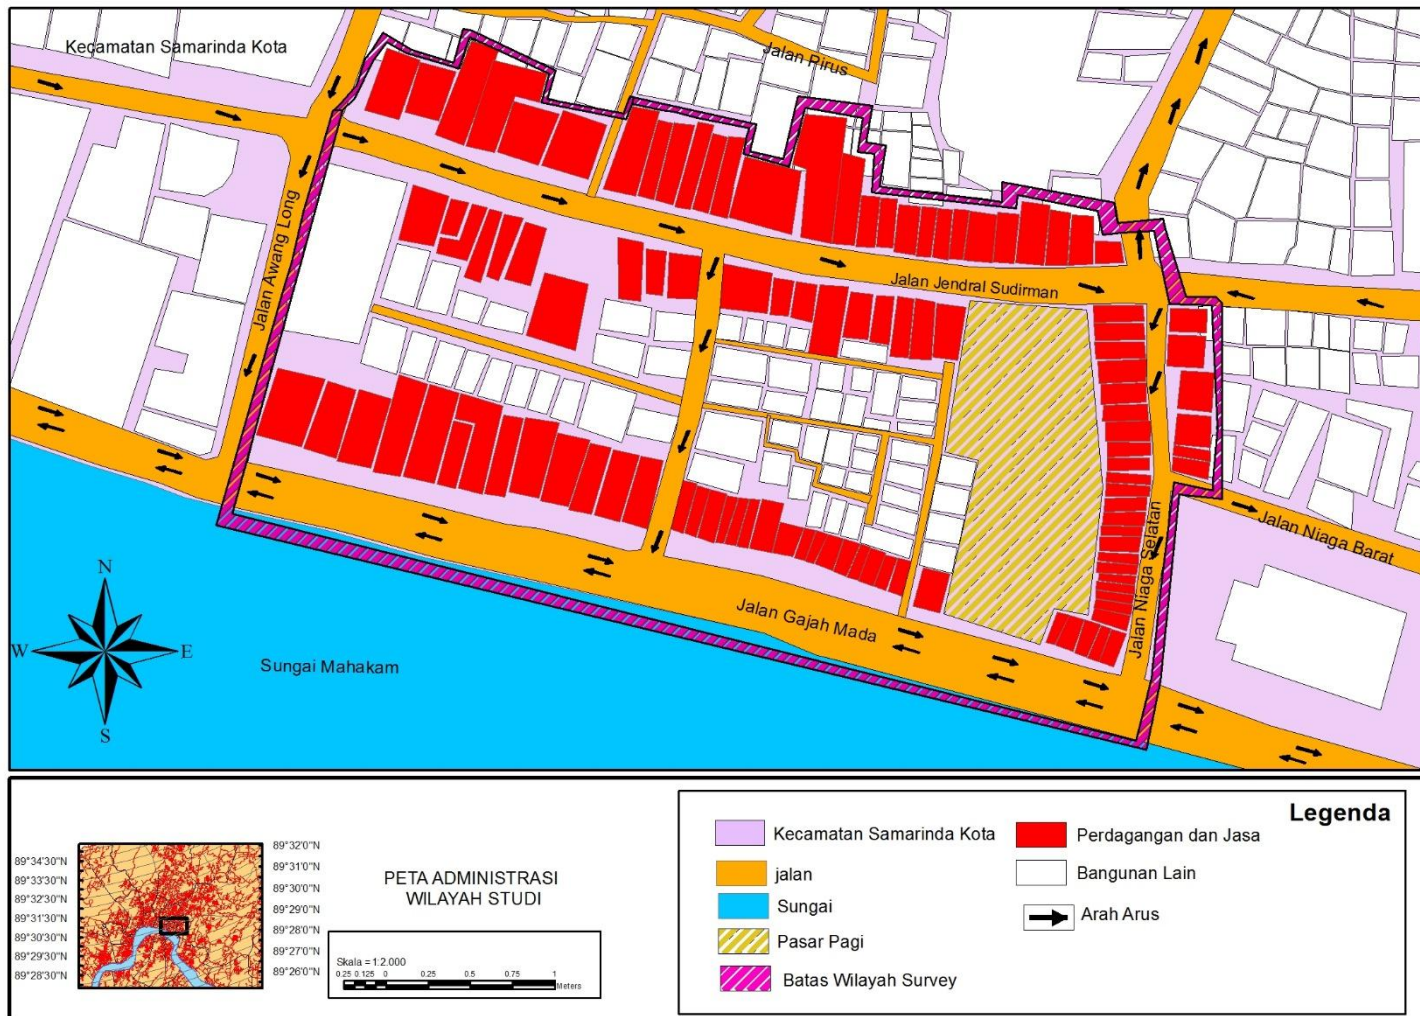 Kecamatan Samarinda Kota
Jalan Pirus
Jalan Awang Long
Jalan Jendral Sudirman
Jalan Niaga Selatan
Jalan Niaga Barat
Jalan Gajah Mada
Sungai Mahakam
N
W
E
S
89°34'30"N
89°33'30"N
89°32'30"N
89°31'30"N
89°30'30"N
89°29'30"N
89°28'30"N
89°32'0"N
89°31'0"N
89°30'0"N
89°29'0"N
89°28'0"N
89°27'0"N
89°26'0"N
PETA ADMINISTRASI
WILAYAH STUDI
Skala = 1:2.000
0.25 0.125 0 0.25 0.5 0.75 1
Meters
Legenda
Kecamatan Samarinda Kota
jalan
Sungai
Pasar Pagi
Batas Wilayah Survey
Perdagangan dan Jasa
Bangunan Lain
Arah Arus